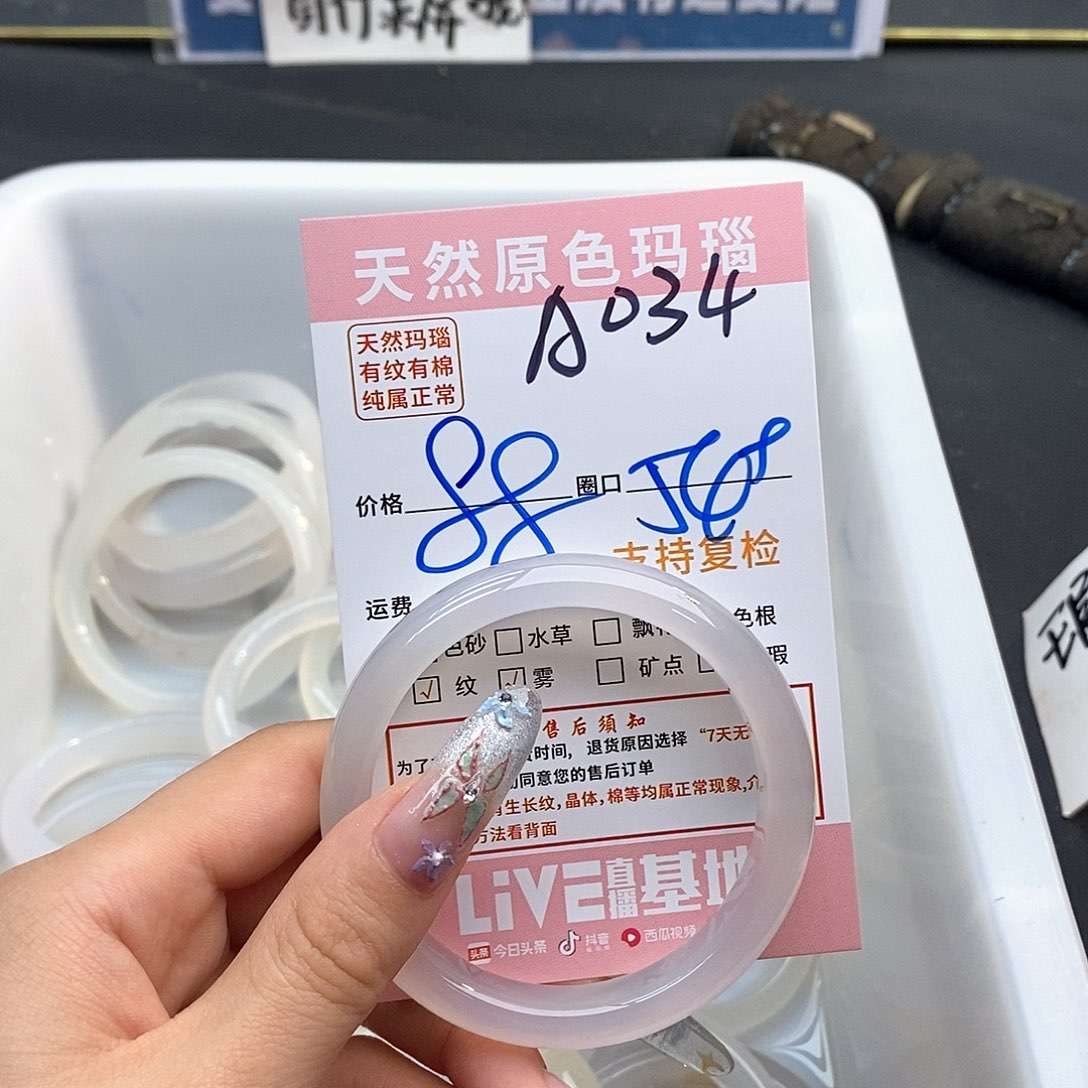 天然原色玛瑙
A034
天然玛瑙
有纹有棉
纯属正常
价格 88 圈口 568
支持复检
运费
色砂 水草 色根
√ 纹 √ 雾 矿点
售后须知
为了 时间，退货原因选择“7天无
同意您的售后订单
生长纹，晶体，棉等均属正常现象，
方法看背面
LiVE直播基地
头条 今日头条 抖音 西瓜视频